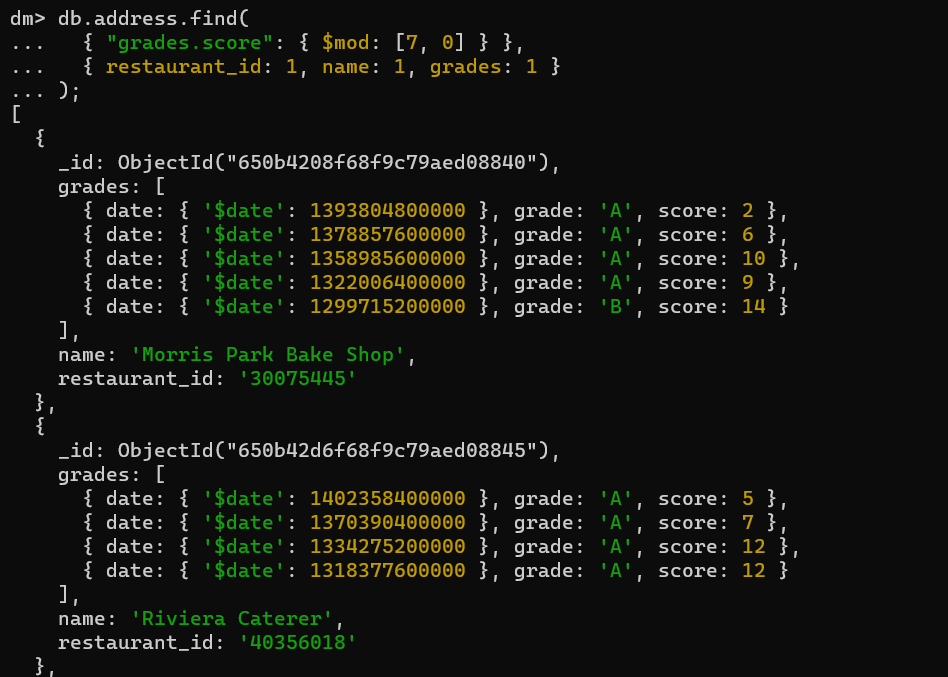 dm> db.address.find(
...   { "grades.score": { $mod: [7, 0] } },
...   { restaurant_id: 1, name: 1, grades: 1 }
... );
[
  {
    _id: ObjectId("650b4208f68f9c79aed08840"),
    grades: [
      { date: { '$date': 1393804800000 }, grade: 'A', score: 2 },
      { date: { '$date': 1378857600000 }, grade: 'A', score: 6 },
      { date: { '$date': 1358985600000 }, grade: 'A', score: 10 },
      { date: { '$date': 1322006400000 }, grade: 'A', score: 9 },
      { date: { '$date': 1299715200000 }, grade: 'B', score: 14 }
    ],
    name: 'Morris Park Bake Shop',
    restaurant_id: '30075445'
  },
  {
    _id: ObjectId("650b42d6f68f9c79aed08845"),
    grades: [
      { date: { '$date': 1402358400000 }, grade: 'A', score: 5 },
      { date: { '$date': 1370390400000 }, grade: 'A', score: 7 },
      { date: { '$date': 1334275200000 }, grade: 'A', score: 12 },
      { date: { '$date': 1318377600000 }, grade: 'A', score: 12 }
    ],
    name: 'Riviera Caterer',
    restaurant_id: '40356018'
  },